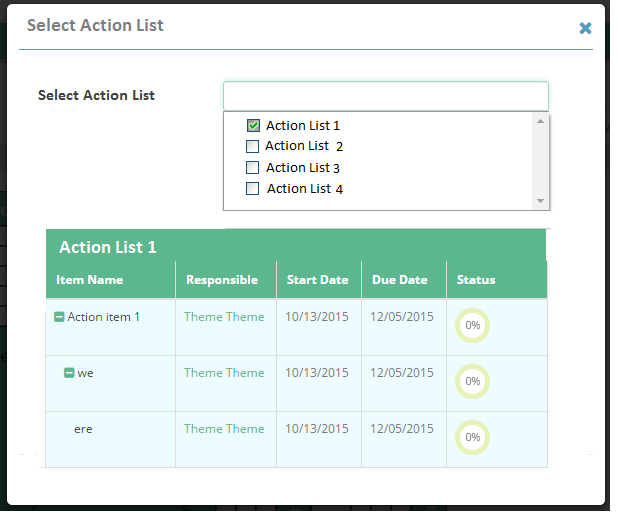 Select Action List
Select Action List
Action List 1
Action List 2
Action List 3
Action List 4
Action List 1
Item Name Responsible Start Date Due Date Status
Action item 1 Theme Theme 10/13/2015 12/05/2015 0%
we Theme Theme 10/13/2015 12/05/2015 0%
ere Theme Theme 10/13/2015 12/05/2015 0%